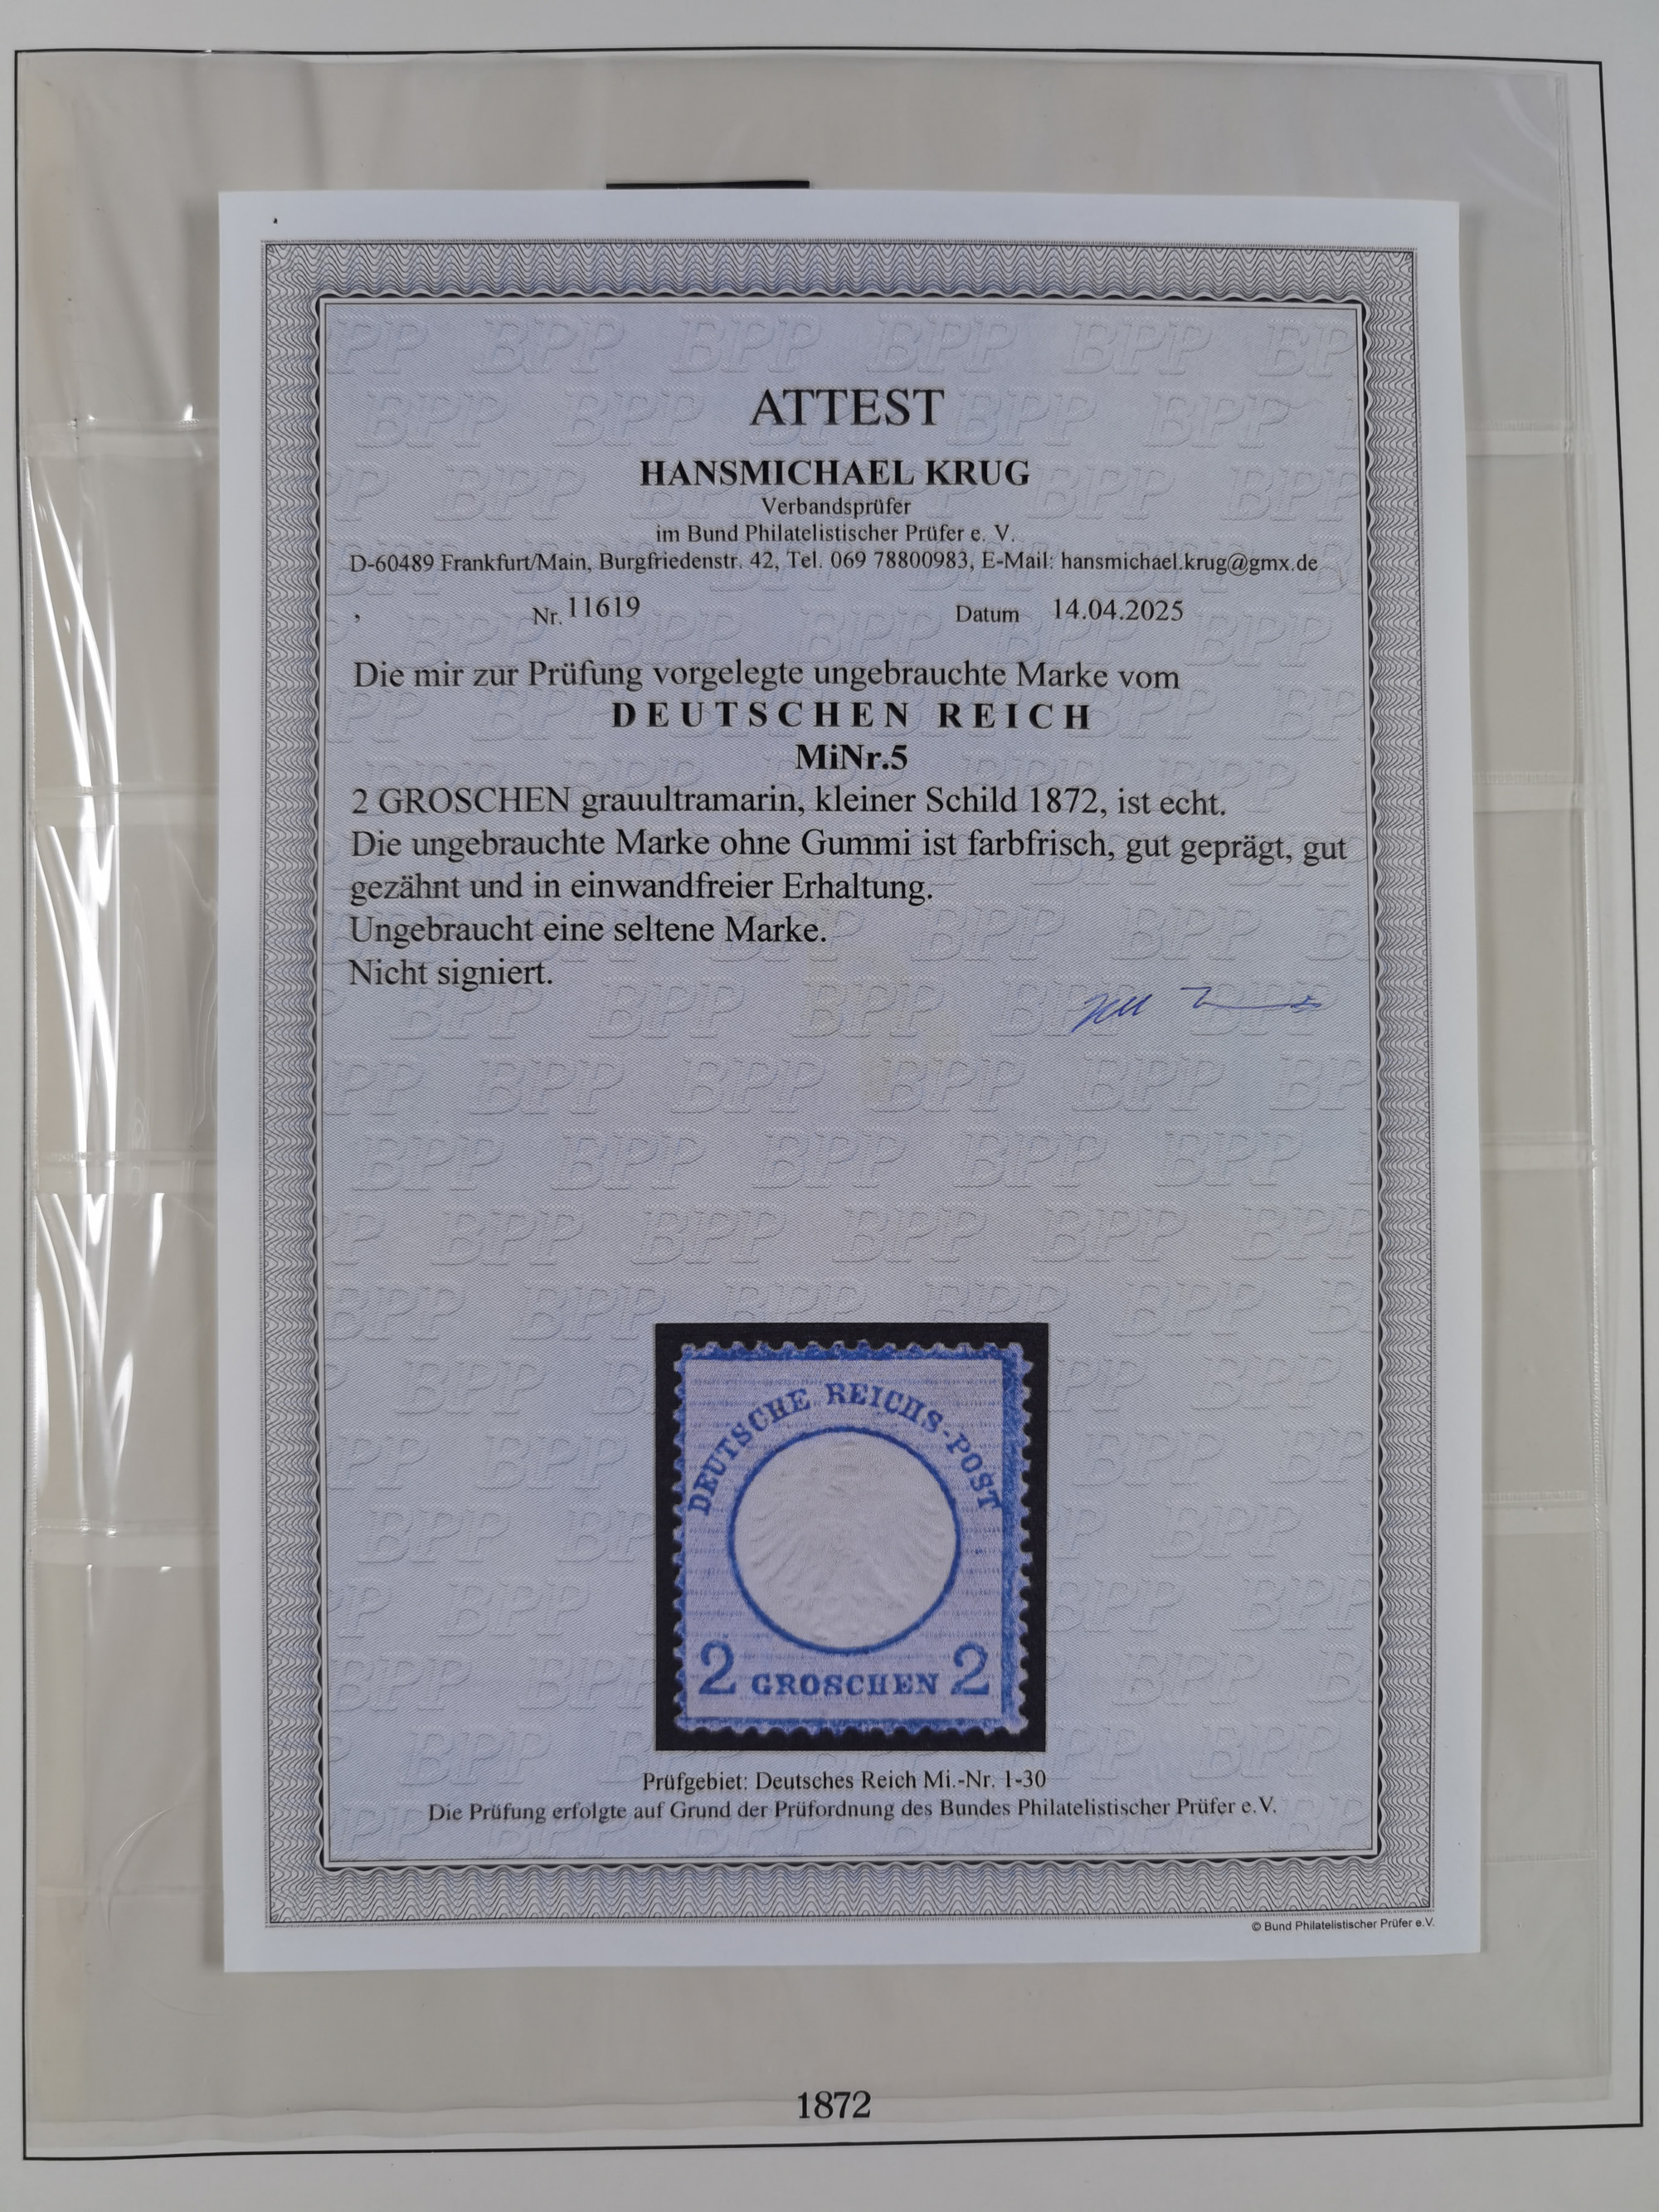 ATTEST
HANSMICHAEL KRUG
Verbandsprüfer
im Bund Philatelistischer Prüfer e. V.
D-60489 Frankfurt/Main, Burgfriedenstr. 42, Tel. 069 78800983, E-Mail: hansmichael.krug@gmx.de
, Nr. 11619 Datum 14.04.2025
Die mir zur Prüfung vorgelegte ungebrauchte Marke vom
DEUTSCHEN REICH
MiNr.5
2 GROSCHEN grauultramarin, kleiner Schild 1872, ist echt.
Die ungebrauchte Marke ohne Gummi ist farbfrisch, gut geprägt, gut
gezähnt und in einwandfreier Erhaltung.
Ungebraucht eine seltene Marke.
Nicht signiert.
DEUTSCHE REICHS-POST
2 GROSCHEN 2
Prüfgebiet: Deutsches Reich Mi.-Nr. 1-30
Die Prüfung erfolgte auf Grund der Prüfordnung des Bundes Philatelistischer Prüfer e.V.
© Bund Philatelistischer Prüfer e.V.
1872